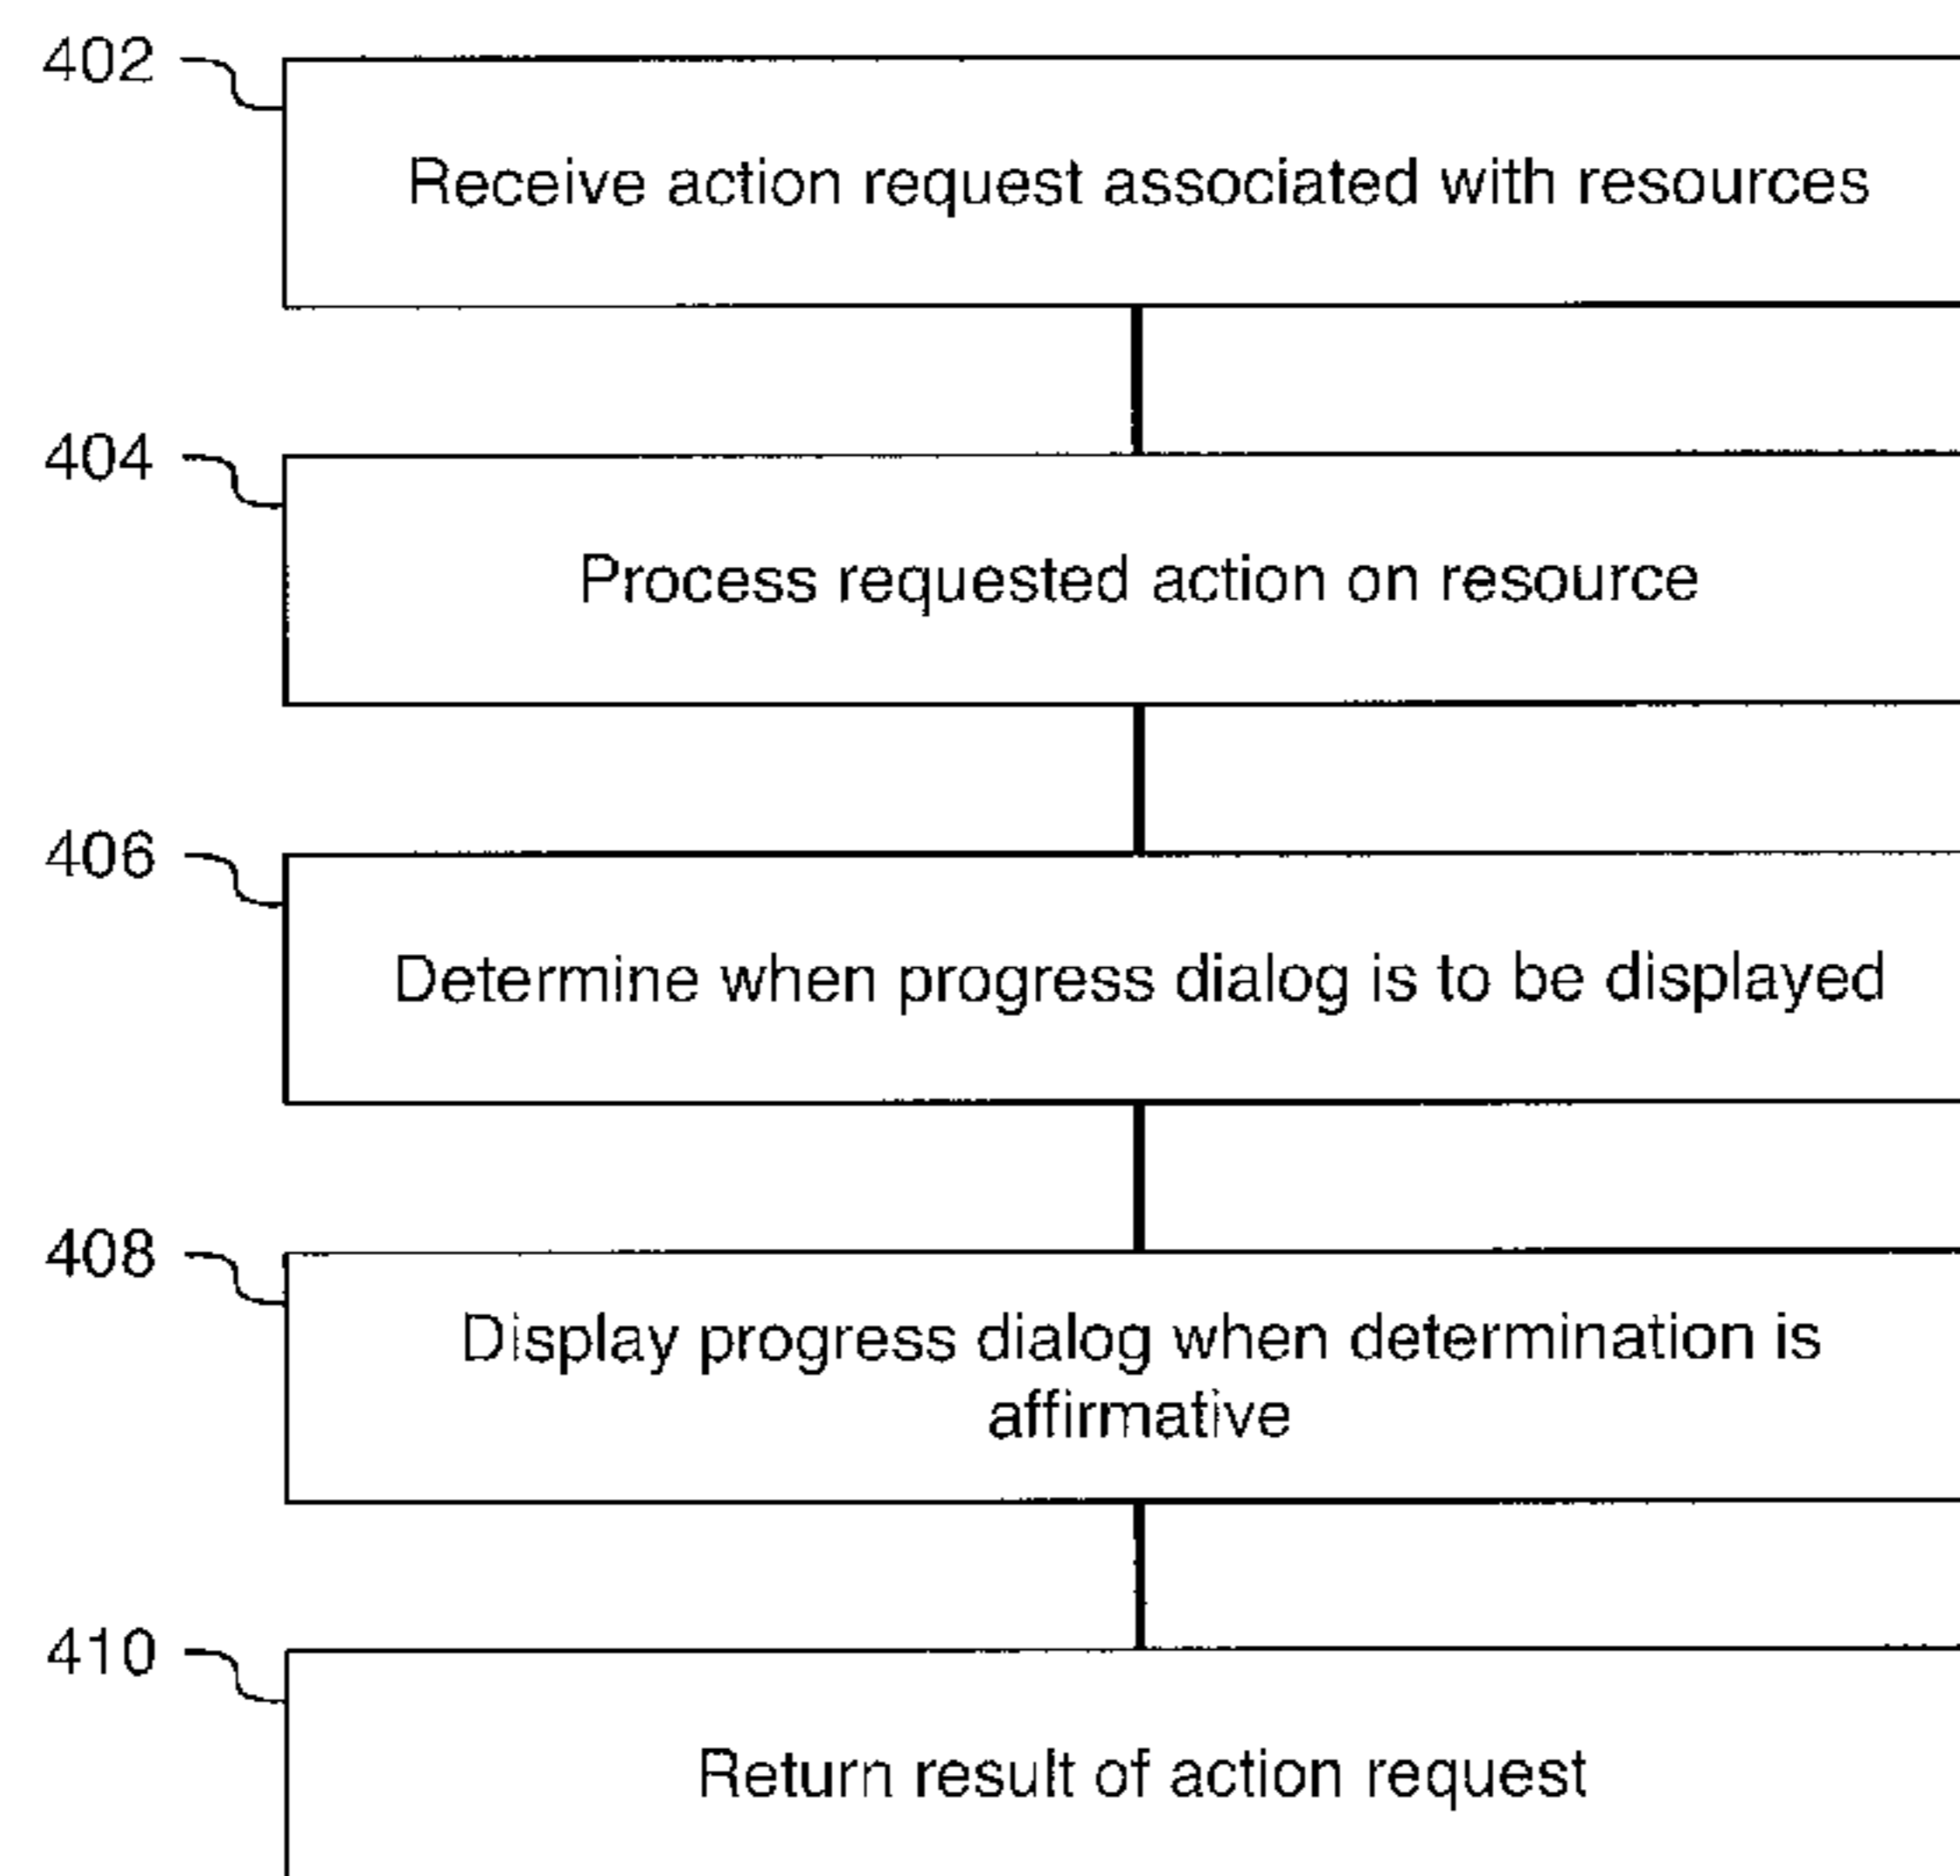 402
Receive action request associated with resources
404
Process requested action on resource
406
Determine when progress dialog is to be displayed
408
Display progress dialog when determination is
affirmative
410
Return result of action request